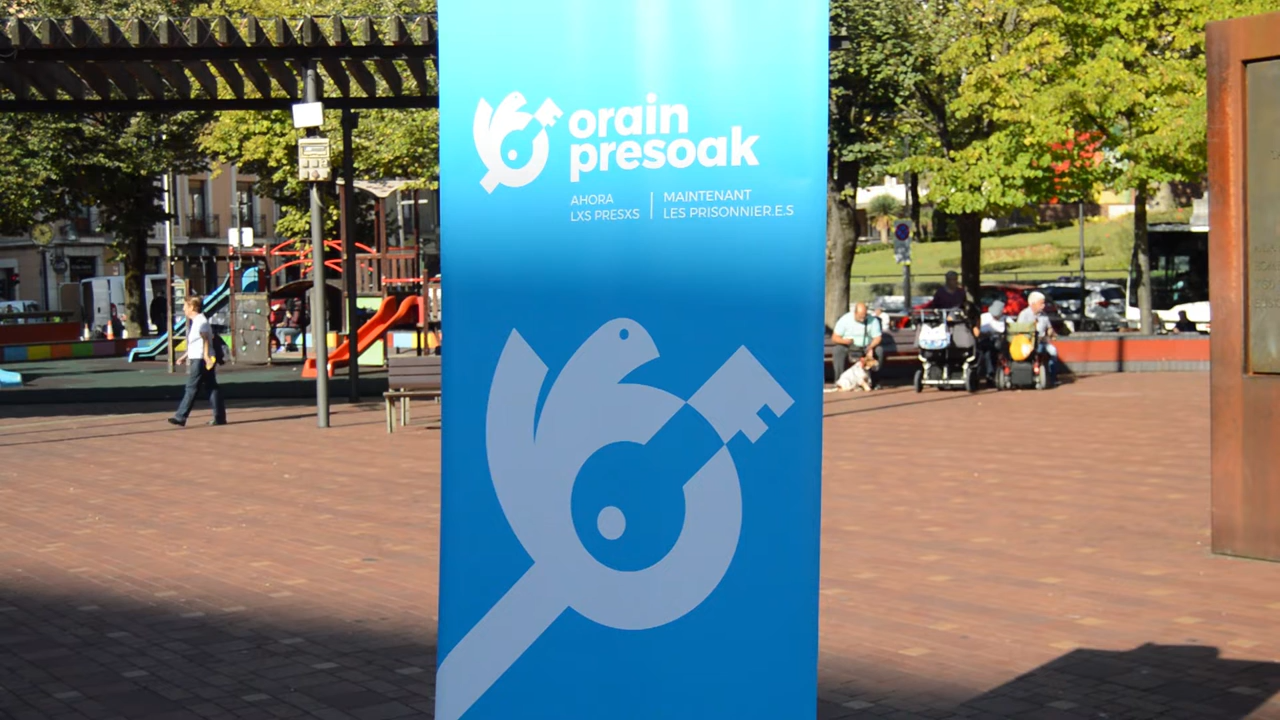 orain
presoak
AHORA
LXS PRESXS
MAINTENANT
LES PRISONNIER.E.S